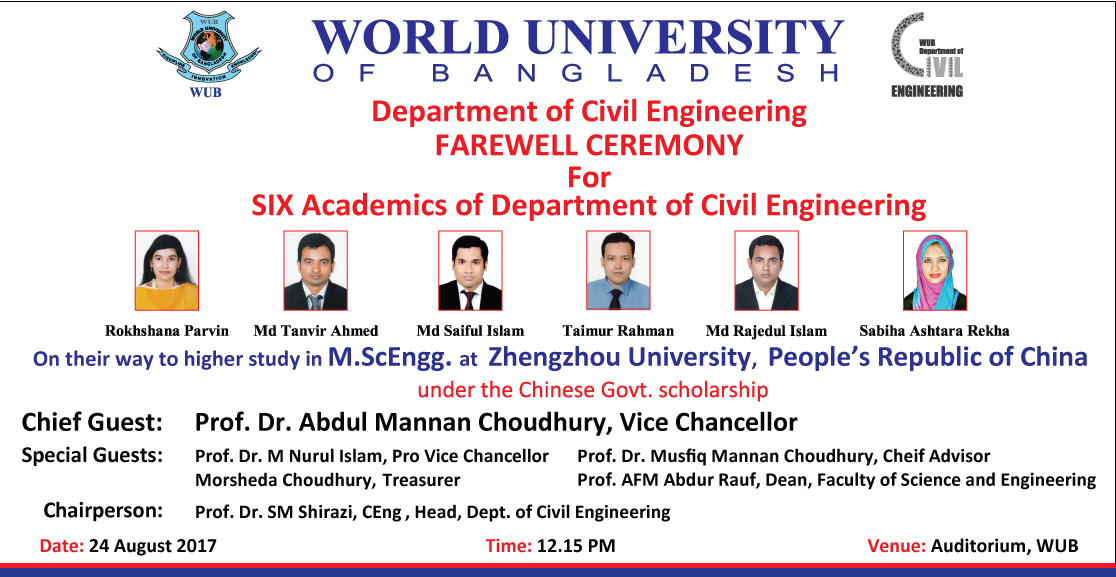 WUB
WORLD UNIVERSITY
OF BANGLADESH
INNOVATION
WUB
WORLD UNIVERSITY
OF BANGLADESH
WUB
Department of
CIVIL
ENGINEERING
Department of Civil Engineering
FAREWELL CEREMONY
For
SIX Academics of Department of Civil Engineering
Rokhshana Parvin Md Tanvir Ahmed Md Saiful Islam Taimur Rahman Md Rajedul Islam Sabiha Ashtara Rekha
On their way to higher study in M.ScEngg. at Zhengzhou University, People's Republic of China
under the Chinese Govt. scholarship
Chief Guest: Prof. Dr. Abdul Mannan Choudhury, Vice Chancellor
Special Guests: Prof. Dr. M Nurul Islam, Pro Vice Chancellor Prof. Dr. Musfiq Mannan Choudhury, Cheif Advisor
Morsheda Choudhury, Treasurer Prof. AFM Abdur Rauf, Dean, Faculty of Science and Engineering
Chairperson: Prof. Dr. SM Shirazi, CEng , Head, Dept. of Civil Engineering
Date: 24 August 2017 Time: 12.15 PM Venue: Auditorium, WUB